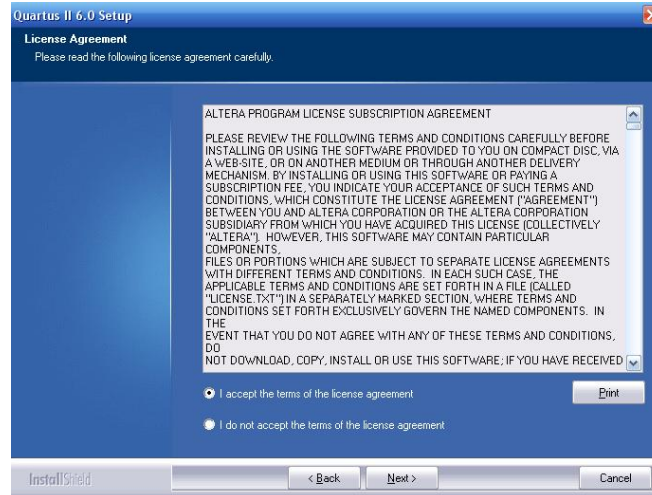 Quartus II 6.0 Setup
License Agreement
Please read the following license agreement carefully.
ALTERA PROGRAM LICENSE SUBSCRIPTION AGREEMENT
PLEASE REVIEW THE FOLLOWING TERMS AND CONDITIONS CAREFULLY BEFORE
INSTALLING OR USING THE SOFTWARE PROVIDED TO YOU ON COMPACT DISC, VIA
A WEB-SITE, OR ON ANOTHER MEDIUM OR THROUGH ANOTHER DELIVERY
MECHANISM. BY INSTALLING OR USING THIS SOFTWARE OR PAYING A
SUBSCRIPTION FEE, YOU INDICATE YOUR ACCEPTANCE OF SUCH TERMS AND
CONDITIONS, WHICH CONSTITUTE THE LICENSE AGREEMENT ("AGREEMENT")
BETWEEN YOU AND ALTERA CORPORATION OR THE ALTERA CORPORATION
SUBSIDIARY FROM WHICH YOU HAVE ACQUIRED THIS LICENSE (COLLECTIVELY
"ALTERA"). HOWEVER, THIS SOFTWARE MAY CONTAIN PARTICULAR
COMPONENTS,
FILES OR PORTIONS WHICH ARE SUBJECT TO SEPARATE LICENSE AGREEMENTS
WITH DIFFERENT TERMS AND CONDITIONS. IN EACH SUCH CASE, THE
APPLICABLE TERMS AND CONDITIONS ARE SET FORTH IN A FILE (CALLED
"LICENSE.TXT") IN A SEPARATELY MARKED SECTION, WHERE TERMS AND
CONDITIONS SET FORTH EXCLUSIVELY GOVERN THE NAMED COMPONENTS. IN
THE
EVENT THAT YOU DO NOT AGREE WITH ANY OF THESE TERMS AND CONDITIONS,
DO
NOT DOWNLOAD, COPY, INSTALL OR USE THIS SOFTWARE; IF YOU HAVE RECEIVED
I accept the terms of the license agreement
Print
I do not accept the terms of the license agreement
InstallShield
< Back
Next >
Cancel